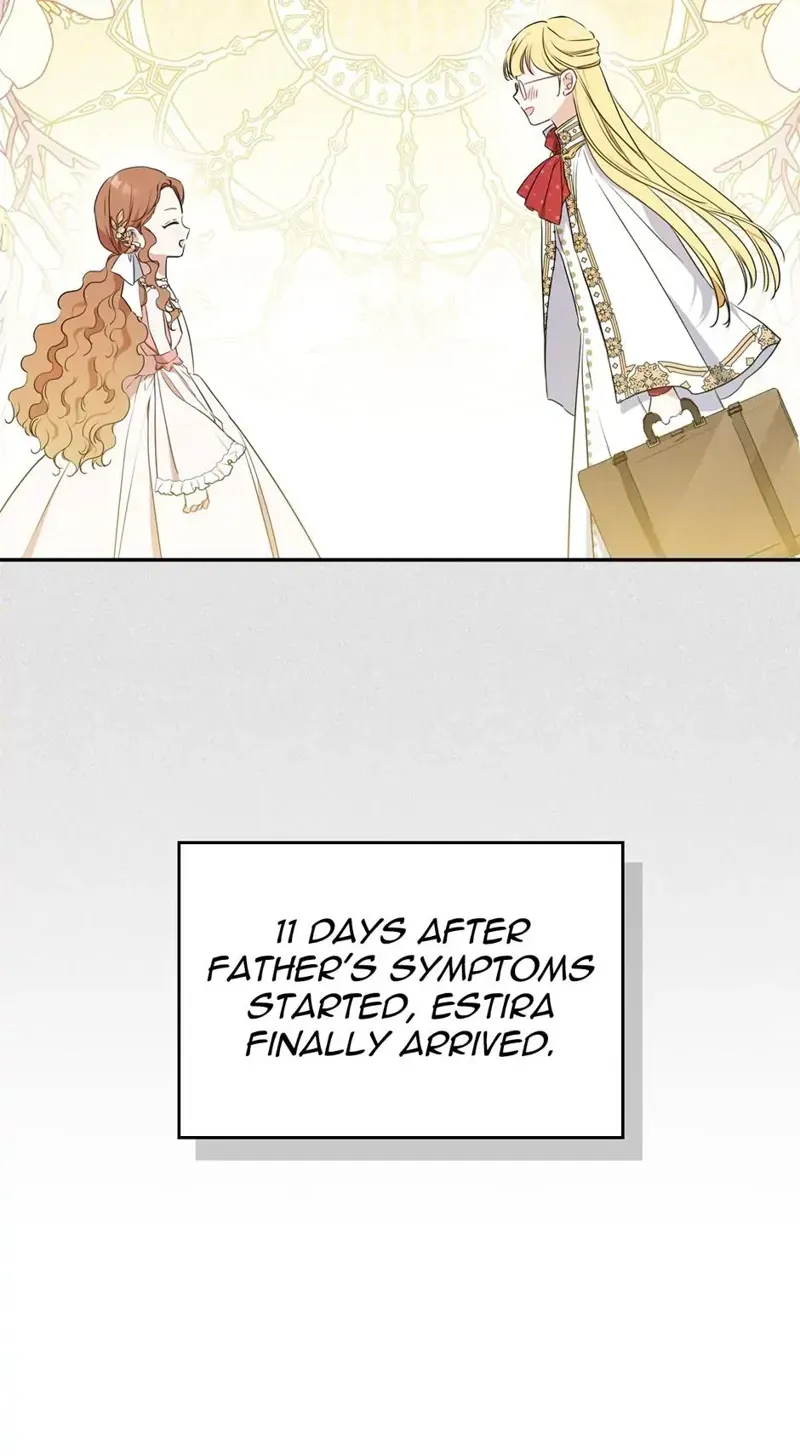 11 DAYS AFTER
FATHER'S SYMPTOMS
STARTED, ESTIRA
FINALLY ARRIVED.